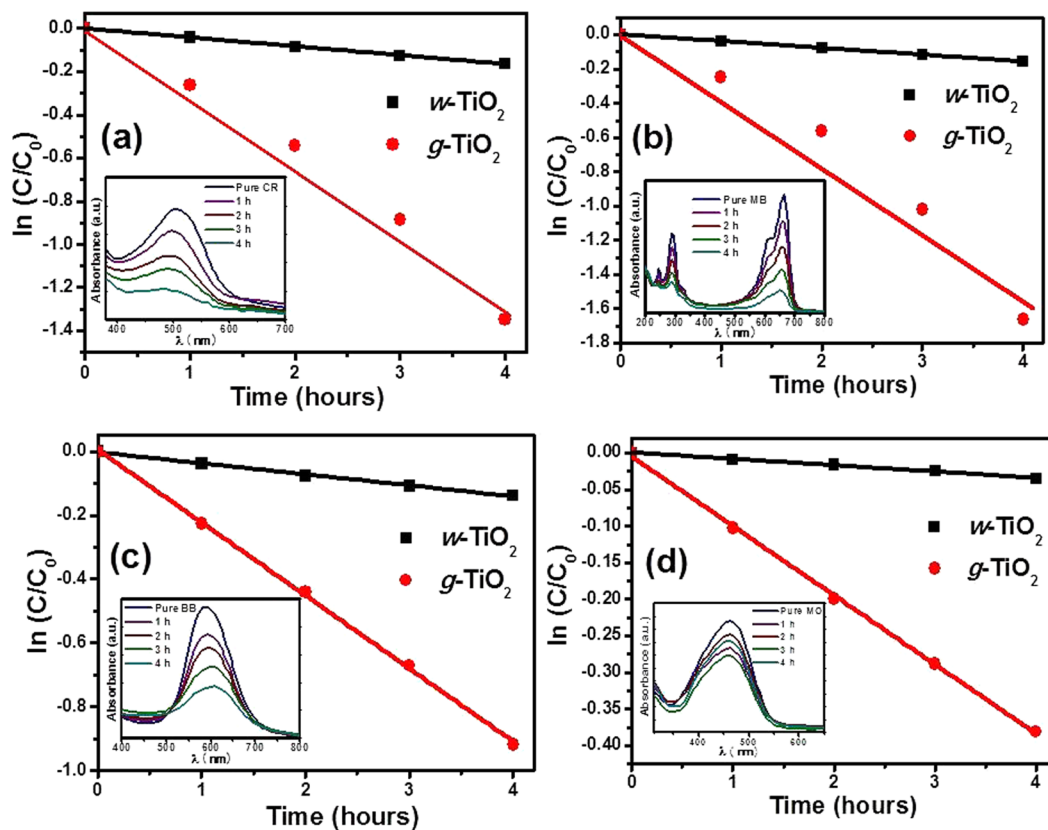 (a)
ln (C/C0)
0.0
-0.2
-0.4
-0.6
-0.8
-1.0
-1.2
-1.4
w-TiO2
g-TiO2
Absorbance (a.u.)
Pure CR
1 h
2 h
3 h
4 h
400 500 600 700
λ ( nm)
0 1 2 3 4
Time (hours)
(b)
ln (C/C0)
0.0
-0.2
-0.4
-0.6
-0.8
-1.0
-1.2
-1.4
-1.6
-1.8
w-TiO2
g-TiO2
Absorbance (a.u.)
Pure MB
1 h
2 h
3 h
4 h
200 300 400 500 600 700 800
λ ( nm)
0 1 2 3 4
Time (hours)
(c)
ln (C/C0)
0.0
-0.2
-0.4
-0.6
-0.8
-1.0
w-TiO2
g-TiO2
Absorbance (a.u.)
Pure BB
1 h
2 h
3 h
4 h
400 500 600 700 800
λ ( nm)
0 1 2 3 4
Time (hours)
(d)
ln (C/C0)
0.00
-0.05
-0.10
-0.15
-0.20
-0.25
-0.30
-0.35
-0.40
w-TiO2
g-TiO2
Absorbance (a.u.)
Pure MO
1 h
2 h
3 h
4 h
400 500 600
λ ( nm)
0 1 2 3 4
Time (hours)